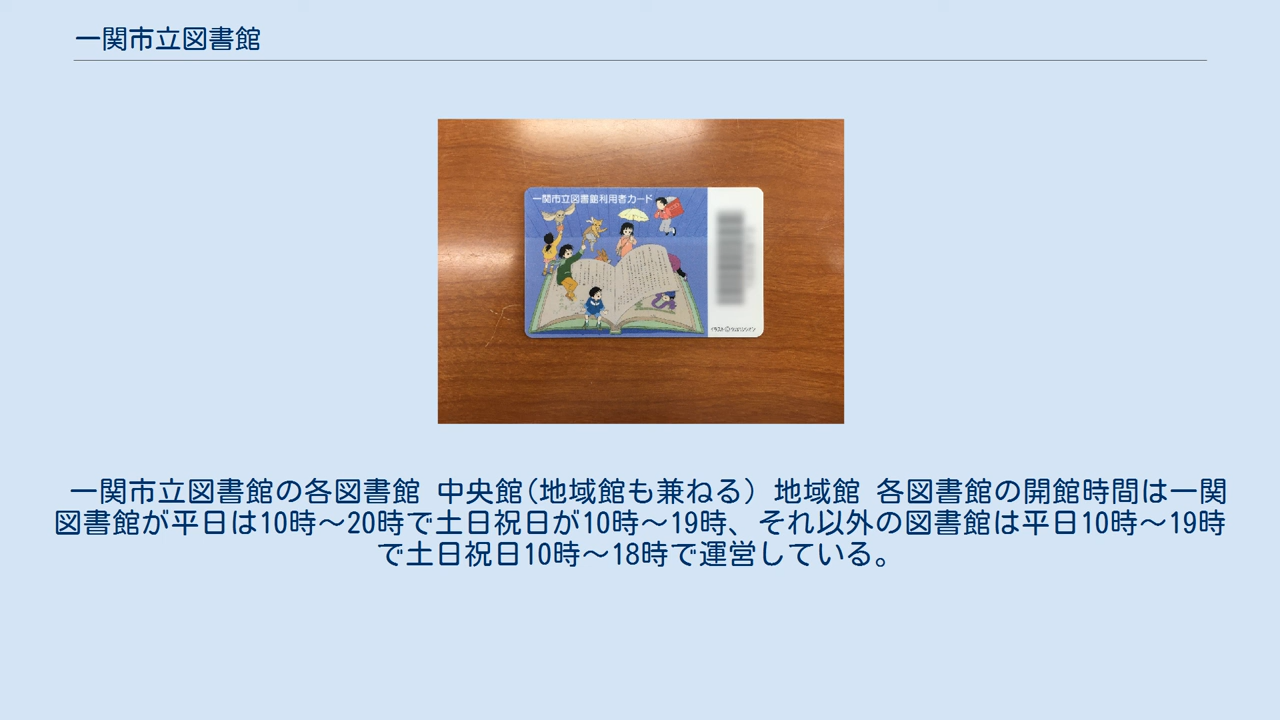 一関市立図書館
一関市立図書館利用者カード
一関市立図書館の各図書館 中央館(地域館も兼ねる) 地域館 各図書館の開館時間は一関
図書館が平日は10時～20時で土日祝日が10時～19時、それ以外の図書館は平日10時～19時
で土日祝日10時～18時で運営している。